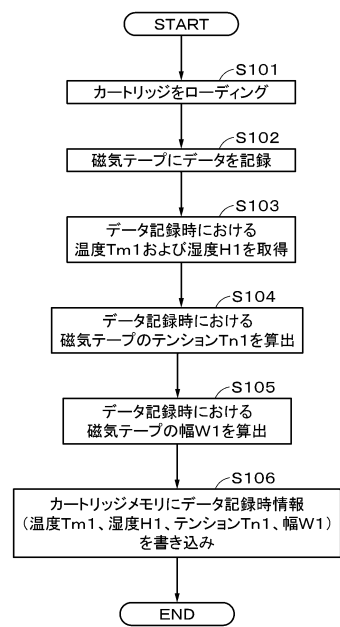 START
S101
カートリッジをローディング
S102
磁気テープにデータを記録
S103
データ記録時における
温度Tm1および湿度H1を取得
S104
データ記録時における
磁気テープのテンションTn1を算出
S105
データ記録時における
磁気テープの幅W1を算出
S106
カートリッジメモリにデータ記録時情報
（温度Tm1、湿度H1、テンションTn1、幅W1）
を書き込み
END